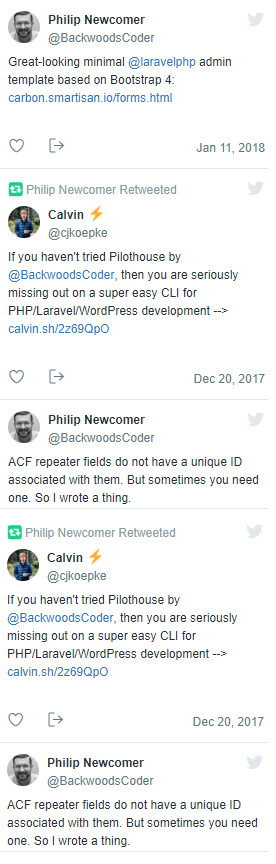 Philip Newcomer
@BackwoodsCoder
Great-looking minimal @laravelphp admin
template based on Bootstrap 4:
carbon.smartisan.io/forms.html
Jan 11, 2018
Philip Newcomer Retweeted
Calvin ⚡
@cjkoepke
If you haven't tried Pilothouse by
@BackwoodsCoder, then you are seriously
missing out on a super easy CLI for
PHP/Laravel/WordPress development -->
calvin.sh/2z69QpO
Dec 20, 2017
Philip Newcomer
@BackwoodsCoder
ACF repeater fields do not have a unique ID
associated with them. But sometimes you need
one. So I wrote a thing.
Philip Newcomer Retweeted
Calvin ⚡
@cjkoepke
If you haven't tried Pilothouse by
@BackwoodsCoder, then you are seriously
missing out on a super easy CLI for
PHP/Laravel/WordPress development -->
calvin.sh/2z69QpO
Dec 20, 2017
Philip Newcomer
@BackwoodsCoder
ACF repeater fields do not have a unique ID
associated with them. But sometimes you need
one. So I wrote a thing.